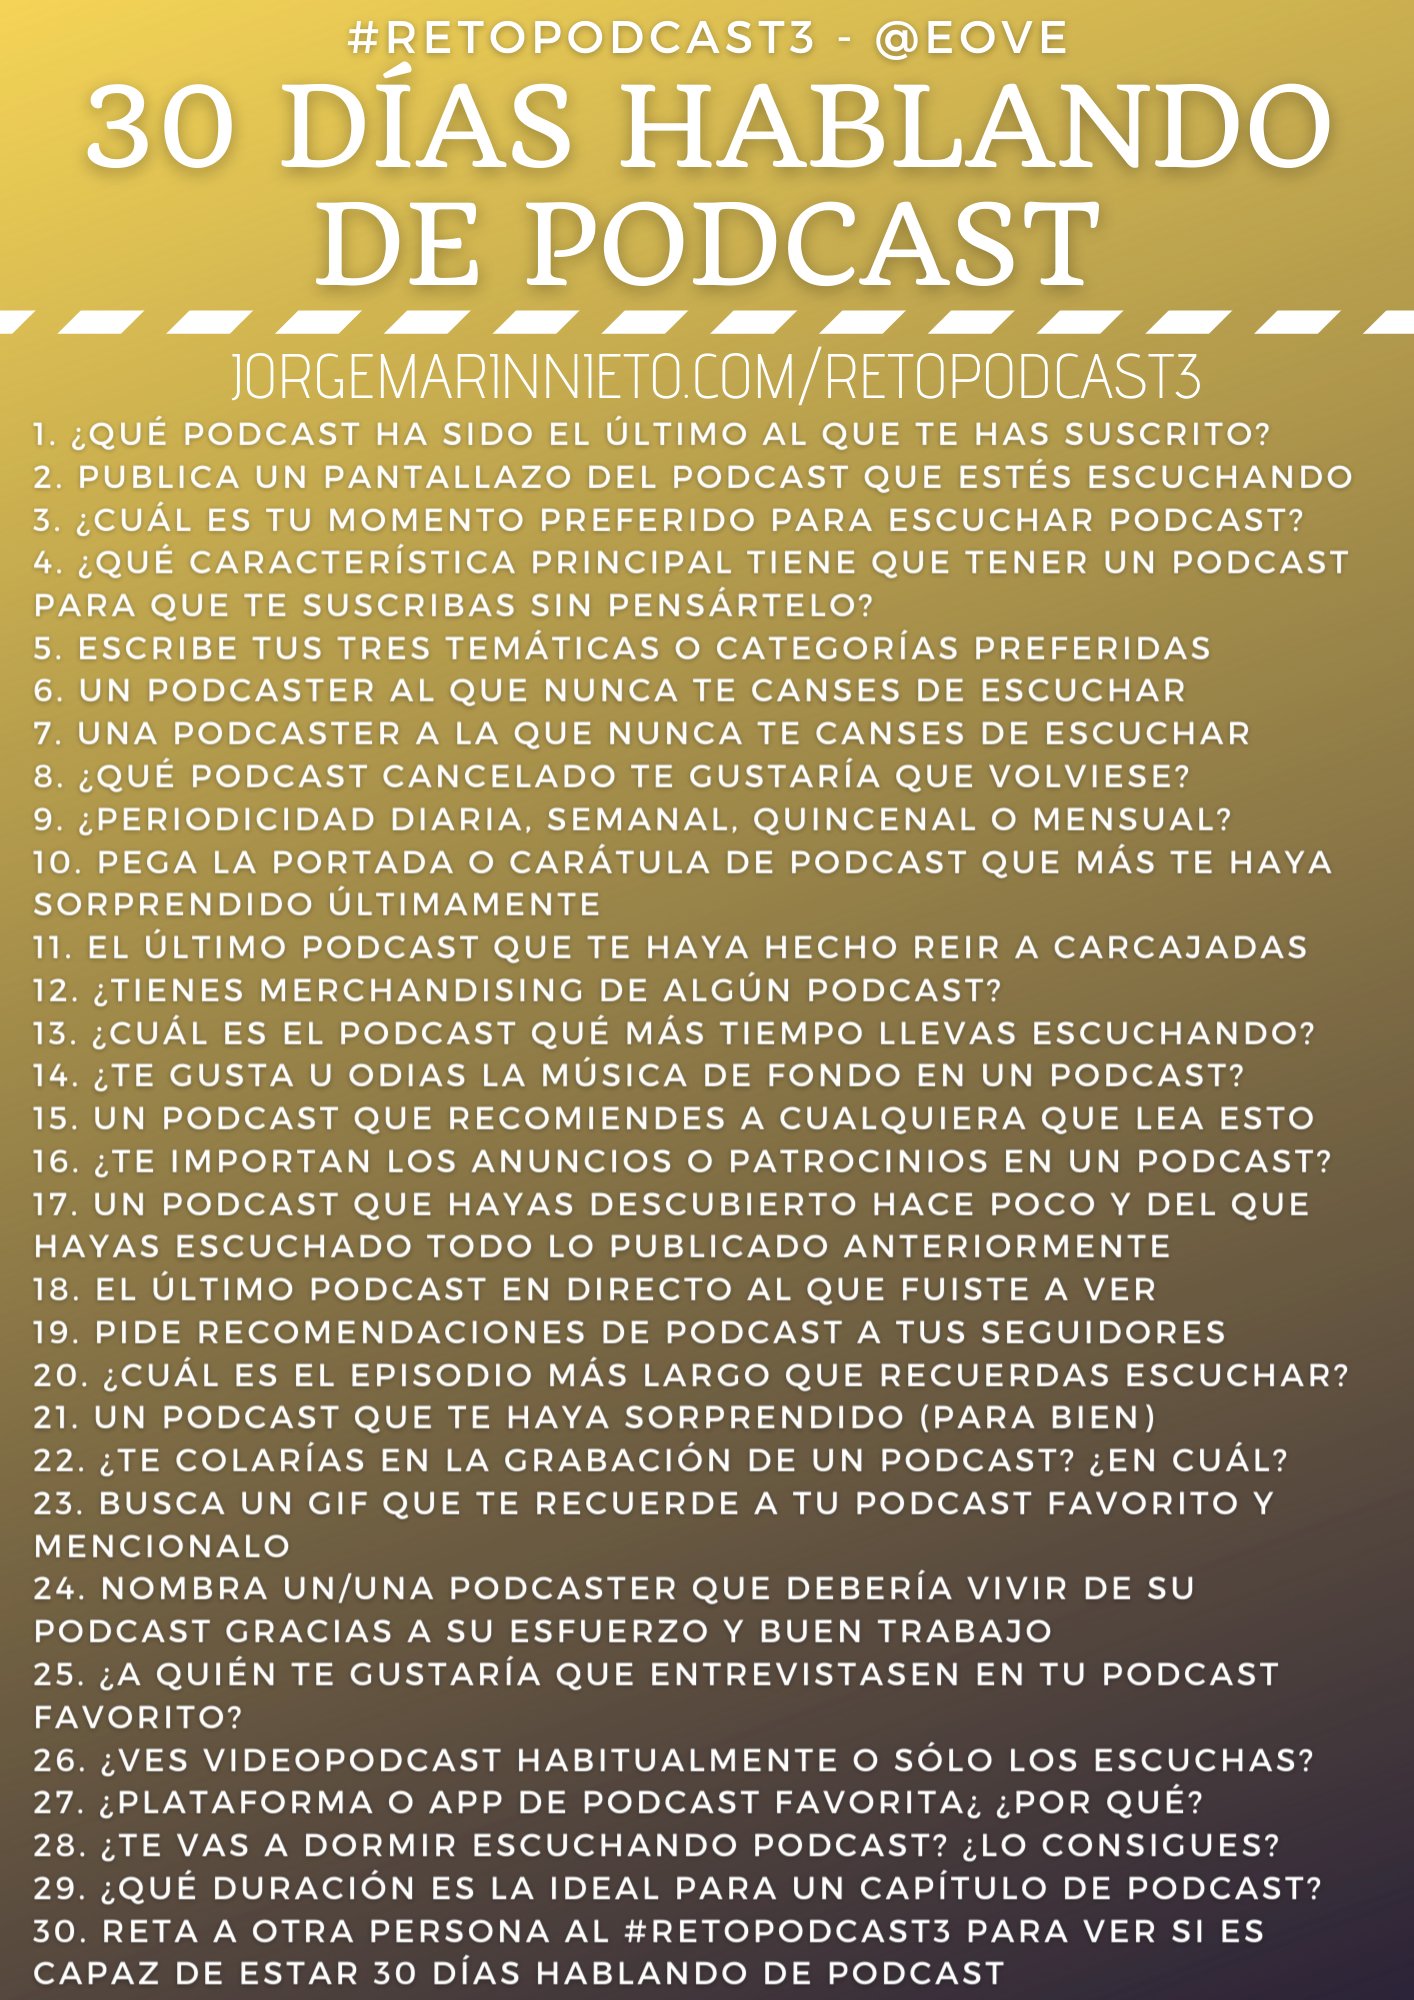 #RETOPODCAST3 - @EOVE
30 DÍAS HABLANDO
DE PODCAST
JORGEMARINNIETO.COM/RETOPODCAST3
1. ¿QUÉ PODCAST HA SIDO EL ÚLTIMO AL QUE TE HAS SUSCRITO?
2. PUBLICA UN PANTALLAZO DEL PODCAST QUE ESTÉS ESCUCHANDO
3. ¿CUÁL ES TU MOMENTO PREFERIDO PARA ESCUCHAR PODCAST?
4. ¿QUÉ CARACTERÍSTICA PRINCIPAL TIENE QUE TENER UN PODCAST
PARA QUE TE SUSCRIBAS SIN PENSÁRTELO?
5. ESCRIBE TUS TRES TEMÁTICAS O CATEGORÍAS PREFERIDAS
6. UN PODCASTER AL QUE NUNCA TE CANSES DE ESCUCHAR
7. UNA PODCASTER A LA QUE NUNCA TE CANSES DE ESCUCHAR
8. ¿QUÉ PODCAST CANCELADO TE GUSTARÍA QUE VOLVIESE?
9. ¿PERIODICIDAD DIARIA, SEMANAL, QUINCENAL O MENSUAL?
10. PEGA LA PORTADA O CARÁTULA DE PODCAST QUE MÁS TE HAYA
SORPRENDIDO ÚLTIMAMENTE
11. EL ÚLTIMO PODCAST QUE TE HAYA HECHO REIR A CARCAJADAS
12. ¿TIENES MERCHANDISING DE ALGÚN PODCAST?
13. ¿CUÁL ES EL PODCAST QUÉ MÁS TIEMPO LLEVAS ESCUCHANDO?
14. ¿TE GUSTA U ODIAS LA MÚSICA DE FONDO EN UN PODCAST?
15. UN PODCAST QUE RECOMIENDES A CUALQUIERA QUE LEA ESTO
16. ¿TE IMPORTAN LOS ANUNCIOS O PATROCINIOS EN UN PODCAST?
17. UN PODCAST QUE HAYAS DESCUBIERTO HACE POCO Y DEL QUE
HAYAS ESCUCHADO TODO LO PUBLICADO ANTERIORMENTE
18. EL ÚLTIMO PODCAST EN DIRECTO AL QUE FUISTE A VER
19. PIDE RECOMENDACIONES DE PODCAST A TUS SEGUIDORES
20. ¿CUÁL ES EL EPISODIO MÁS LARGO QUE RECUERDAS ESCUCHAR?
21. UN PODCAST QUE TE HAYA SORPRENDIDO (PARA BIEN)
22. ¿TE COLARÍAS EN LA GRABACIÓN DE UN PODCAST? ¿EN CUÁL?
23. BUSCA UN GIF QUE TE RECUERDE A TU PODCAST FAVORITO Y
MENCIONALO
24. NOMBRA UN/UNA PODCASTER QUE DEBERÍA VIVIR DE SU
PODCAST GRACIAS A SU ESFUERZO Y BUEN TRABAJO
25. ¿A QUIÉN TE GUSTARÍA QUE ENTREVISTASEN EN TU PODCAST
FAVORITO?
26. ¿VES VIDEOPODCAST HABITUALMENTE O SÓLO LOS ESCUCHAS?
27. ¿PLATAFORMA O APP DE PODCAST FAVORITA¿ ¿POR QUÉ?
28. ¿TE VAS A DORMIR ESCUCHANDO PODCAST? ¿LO CONSIGUES?
29. ¿QUÉ DURACIÓN ES LA IDEAL PARA UN CAPÍTULO DE PODCAST?
30. RETA A OTRA PERSONA AL #RETOPODCAST3 PARA VER SI ES
CAPAZ DE ESTAR 30 DÍAS HABLANDO DE PODCAST